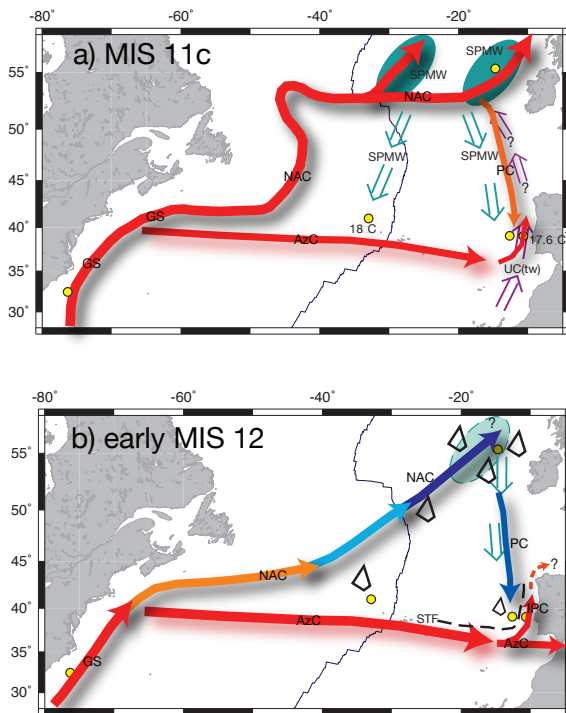 -80° -60° -40° -20°
a) MIS 11c
SPMW
SPMW
NAC
55°
50°
45°
40°
35°
30°
?
?
SPMW
SPMW
PC
NAC
GS
18 C
17.6 C
AzC
GS
UC(tw)
-80° -60° -40° -20°
b) early MIS 12
?
55°
NAC
50°
PC
45°
?
NAC
40°
IPC
STF
AzC
AzC
35°
GS
30°